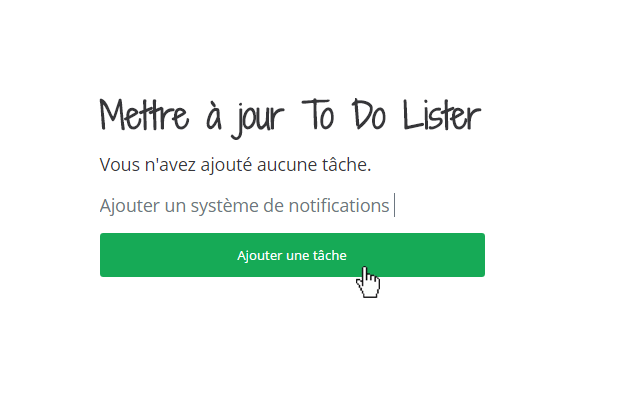 Mettre à jour To Do Lister
Vous n'avez ajouté aucune tâche.
Ajouter un système de notifications
Ajouter une tâche